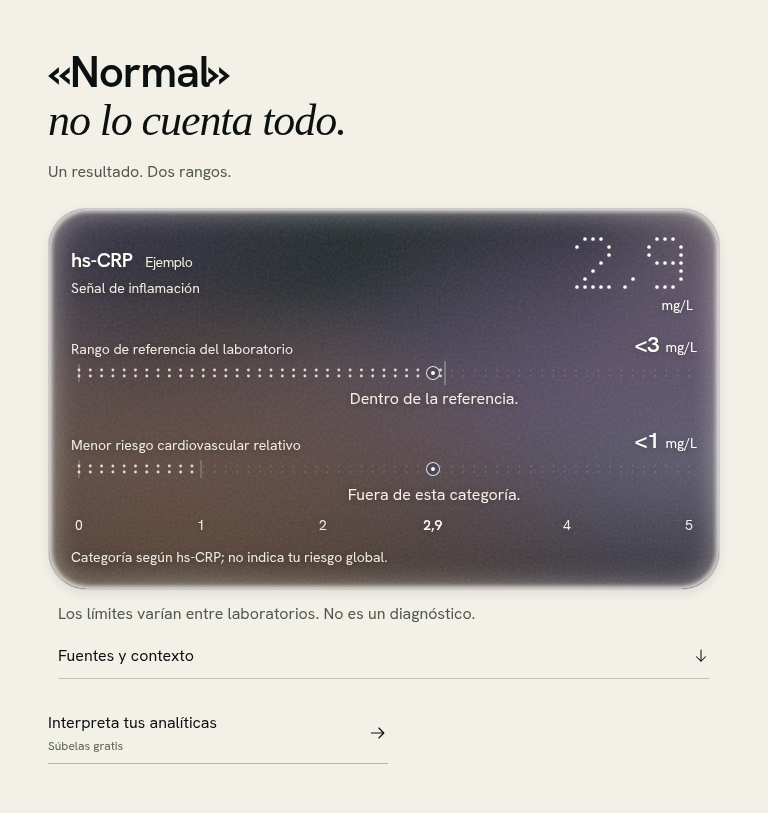 «Normal»
no lo cuenta todo.
Un resultado. Dos rangos.
hs-CRP Ejemplo
2,9
Señal de inflamación
mg/L
Rango de referencia del laboratorio
<3 mg/L
Dentro de la referencia.
Menor riesgo cardiovascular relativo
<1 mg/L
Fuera de esta categoría.
0 1 2 2,9 4 5
Categoría según hs-CRP; no indica tu riesgo global.
Los límites varían entre laboratorios. No es un diagnóstico.
Fuentes y contexto
Interpreta tus analíticas
Súbelas gratis